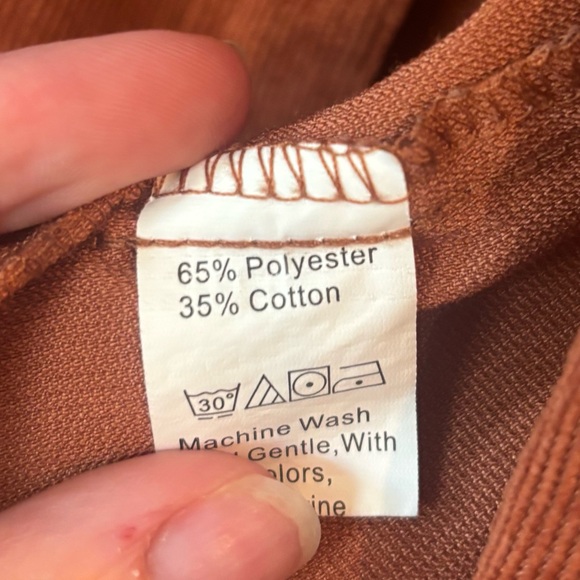 65% Polyester
35% Cotton
30°
Machine Wash
Gentle, With